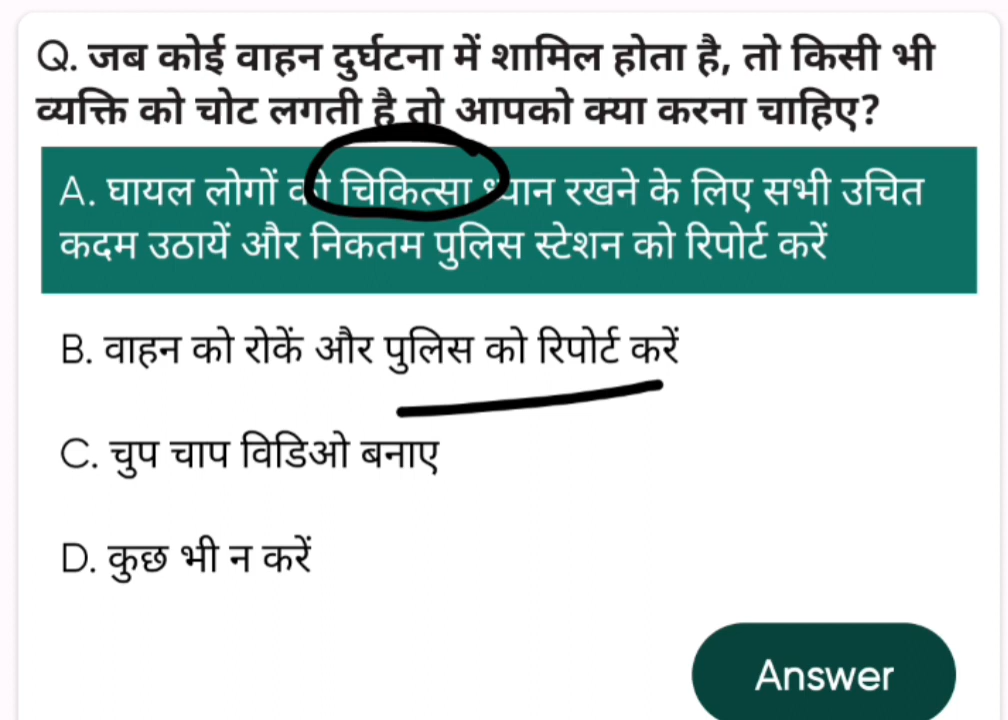 Q. जब कोई वाहन दुर्घटना में शामिल होता है, तो किसी भी
व्यक्ति को चोट लगती है तो आपको क्या करना चाहिए?
A. घायल लोगों की चिकित्सा ध्यान रखने के लिए सभी उचित
कदम उठायें और निकतम पुलिस स्टेशन को रिपोर्ट करें
B. वाहन को रोकें और पुलिस को रिपोर्ट करें
C. चुप चाप विडिओ बनाए
D. कुछ भी न करें
Answer